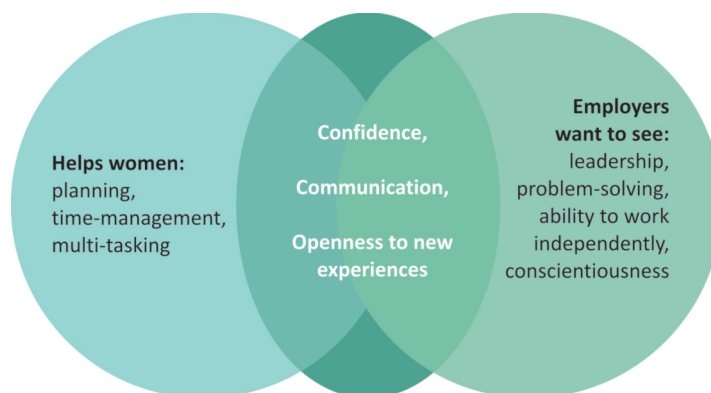 Helps women:
planning,
time-management,
multi-tasking
Confidence,
Communication,
Openness to new
experiences
Employers
want to see:
leadership,
problem-solving,
ability to work
independently,
conscientiousness